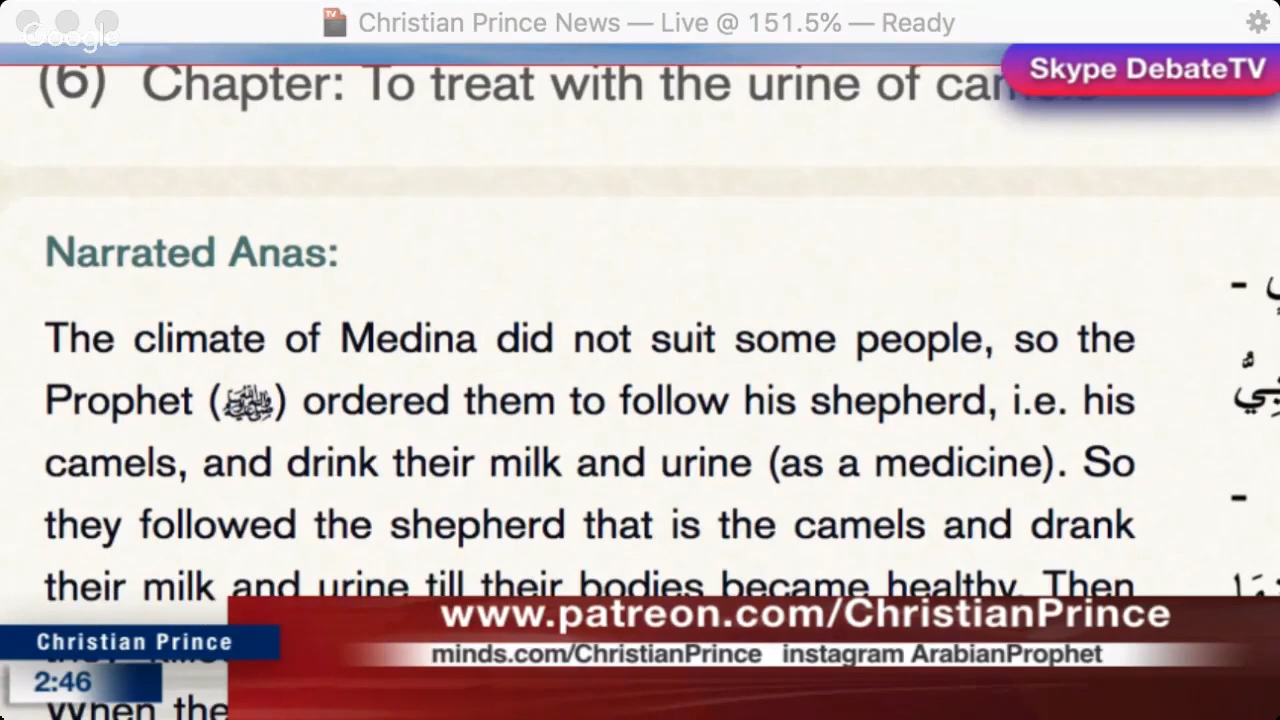 Christian Prince News — Live @ 151.5% — Ready
Google
Skype DebateTV
(6) Chapter: To treat with the urine of camels
Narrated Anas:
The climate of Medina did not suit some people, so the
Prophet (ﷺ) ordered them to follow his shepherd, i.e. his
camels, and drink their milk and urine (as a medicine). So
they followed the shepherd that is the camels and drank
their milk and urine till their bodies became healthy. Then
www.patreon.com/ChristianPrince
Christian Prince
minds.com/ChristianPrince instagram ArabianProphet
2:46
When the